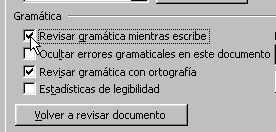 Gramática
Revisar gramática mientras escribe
Ocultar errores gramaticales en este documento
Revisar gramática con ortografía
Estadísticas de legibilidad
Volver a revisar documento